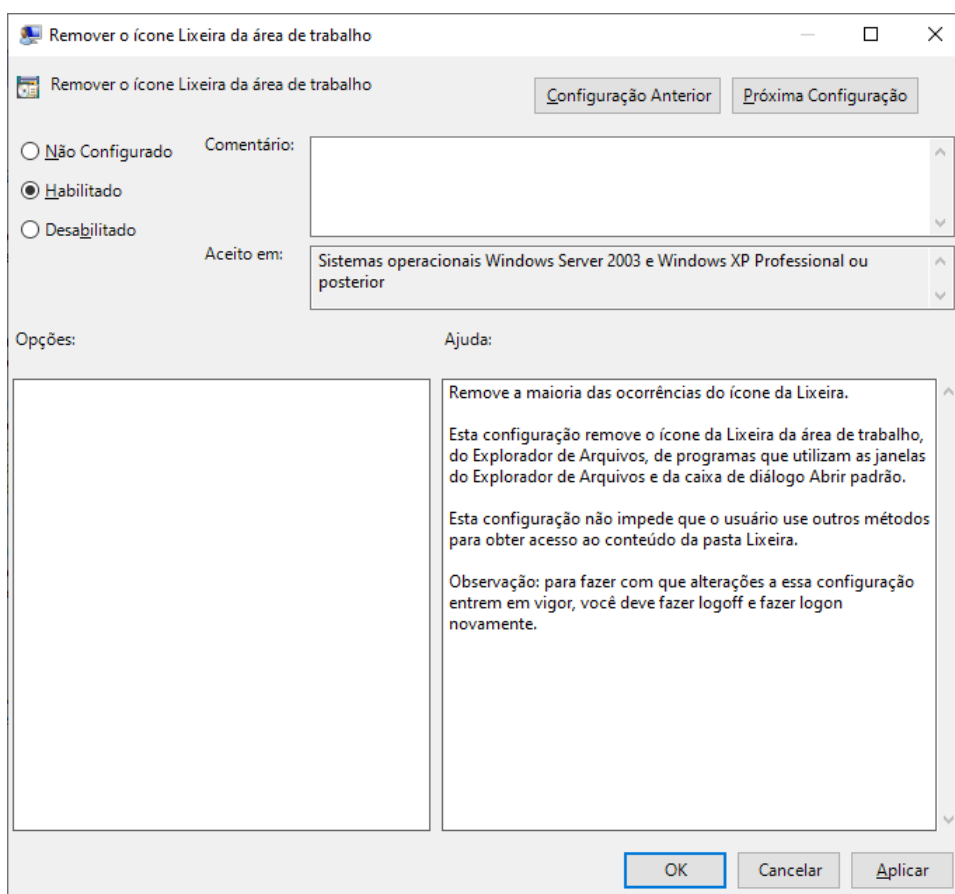 Remover o ícone Lixeira da área de trabalho
Remover o ícone Lixeira da área de trabalho
Configuração Anterior
Próxima Configuração
Não Configurado
Comentário:
Habilitado
Desabilitado
Aceito em:
Sistemas operacionais Windows Server 2003 e Windows XP Professional ou
posterior
Opções:
Ajuda:
Remove a maioria das ocorrências do ícone da Lixeira.
Esta configuração remove o ícone da Lixeira da área de trabalho,
do Explorador de Arquivos, de programas que utilizam as janelas
do Explorador de Arquivos e da caixa de diálogo Abrir padrão.
Esta configuração não impede que o usuário use outros métodos
para obter acesso ao conteúdo da pasta Lixeira.
Observação: para fazer com que alterações a essa configuração
entrem em vigor, você deve fazer logoff e fazer logon
novamente.
OK
Cancelar
Aplicar